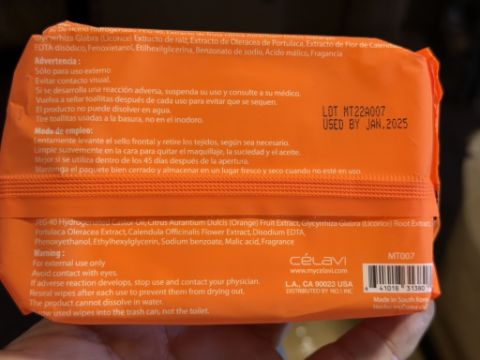 de Ricino Hidrogenado
Glycyrrhiza Glabra (Licorice) Extracto de raíz, Extracto de Oleracea de Portulaca, Extracto de Flor de Calendula
EDTA disódico, Fenoxietanol, Etilhexilglicerina, Benzonato de sodio, Ácido málico, Fragancia
Advertencia :
Sólo para uso externo
Evitar contacto visual.
Si se desarrolla una reacción adversa, suspenda su uso y consulte a su médico.
Vuelva a señar toallitas después de cada uso para evitar que se sequen.
El producto no puede disolver en agua.
Tire toallitas usadas a la basura, no en el inodoro.
LOT MT22A007
USED BY JAN.2025
Modo de empleo:
Lentamente levante el sello frontal y retire los tejidos, según sea necesario.
Limpie suavemente en la cara para quitar el maquillaje, la suciedad y el aceite.
Mejor si se utiliza dentro de los 45 días después de la apertura.
Mantenga el paquete bien cerrado y almacenar en un lugar fresco y seco cuando no esté en uso.
PEG-40 Hydrogenated Castor Oil, Citrus Aurantium Dulcis (Orange) Fruit Extract, Glycyrrhiza Glabra (Licorice) Root Extract,
Portulaca Oleracea Extract, Calendula Officinalis Flower Extract, Disodium EDTA,
Phenoxyethanol, Ethylhexylglycerin, Sodium benzoate, Malic acid, Fragrance
Warning :
For external use only
Avoid contact with eyes.
If adverse reaction develops, stop use and contact your physician.
Reseal wipes after each use to prevent them from drying out.
The product cannot dissolve in water.
Throw used wipes into the trash can, not the toilet.
CÉLAVI
www.mycelavi.com
L.A., CA 90023 USA
DISTRIBUTED BY NO.1 INC
MT007
6 41018 31380
Made in South Korea
Hecho en Corea del